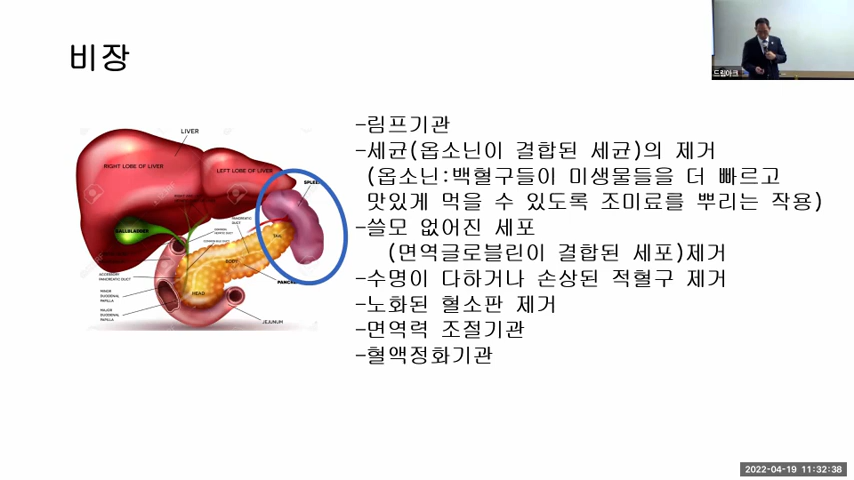 비장
드림아크
-림프기관
-세균(옵소닌이 결합된 세균)의 제거
(옵소닌:백혈구들이 미생물들을 더 빠르고
맛있게 먹을 수 있도록 조미료를 뿌리는 작용)
-쓸모 없어진 세포
(면역글로블린이 결합된 세포)제거
-수명이 다하거나 손상된 적혈구 제거
-노화된 혈소판 제거
-면역력 조절기관
-혈액정화기관
LIVER
RIGHT LOBE OF LIVER
LEFT LOBE OF LIVER
SPLEE
GALLBLADDER
TAIL
BODY
HEAD
PANCRE
MAJOR
DUODENAL
PAPILLA
JEJUNUM
2022-04-19 11:32:38